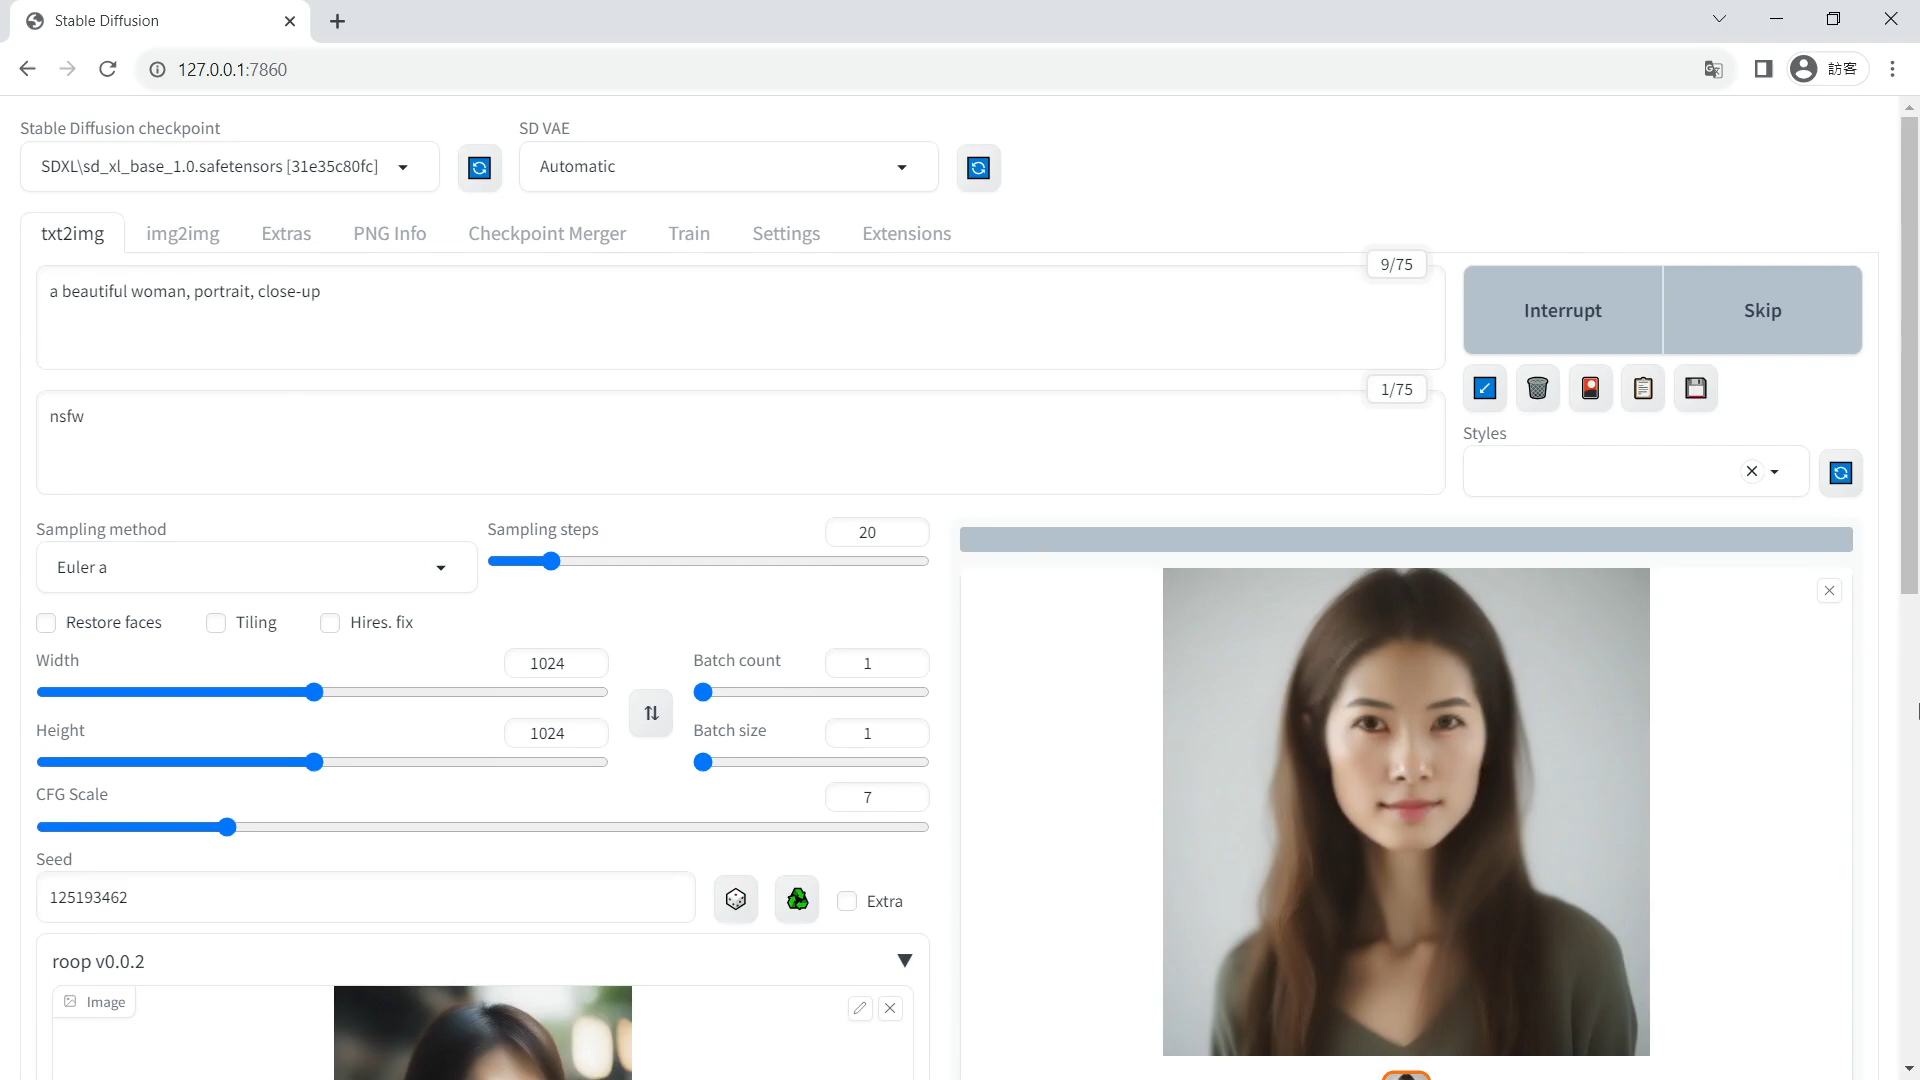 Stable Diffusion
127.0.0.1:7860
訪客
Stable Diffusion checkpoint
SD VAE
SDXL\sd_xl_base_1.0.safetensors [31e35c80fc]
Automatic
txt2img
img2img
Extras
PNG Info
Checkpoint Merger
Train
Settings
Extensions
9/75
a beautiful woman, portrait, close-up
Interrupt
Skip
1/75
nsfw
Styles
Sampling method
Sampling steps
20
Euler a
Restore faces
Tiling
Hires. fix
Width
1024
Batch count
1
Height
1024
Batch size
1
CFG Scale
7
Seed
125193462
Extra
roop v0.0.2
Image